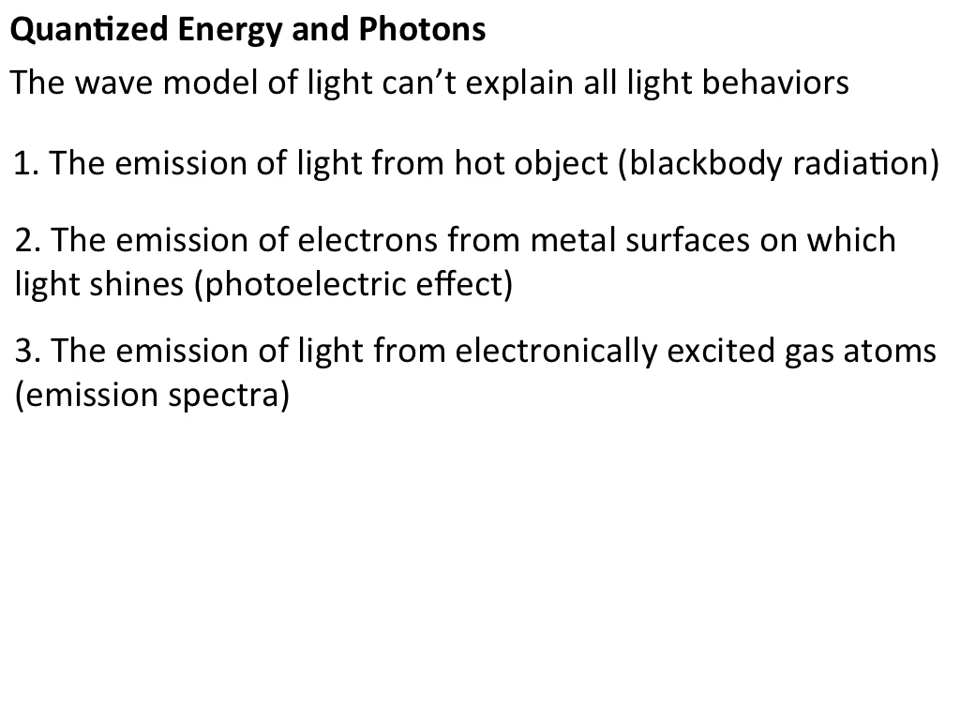 Quantized Energy and Photons
The wave model of light can’t explain all light behaviors
1. The emission of light from hot object (blackbody radiation)
2. The emission of electrons from metal surfaces on which
light shines (photoelectric effect)
3. The emission of light from electronically excited gas atoms
(emission spectra)